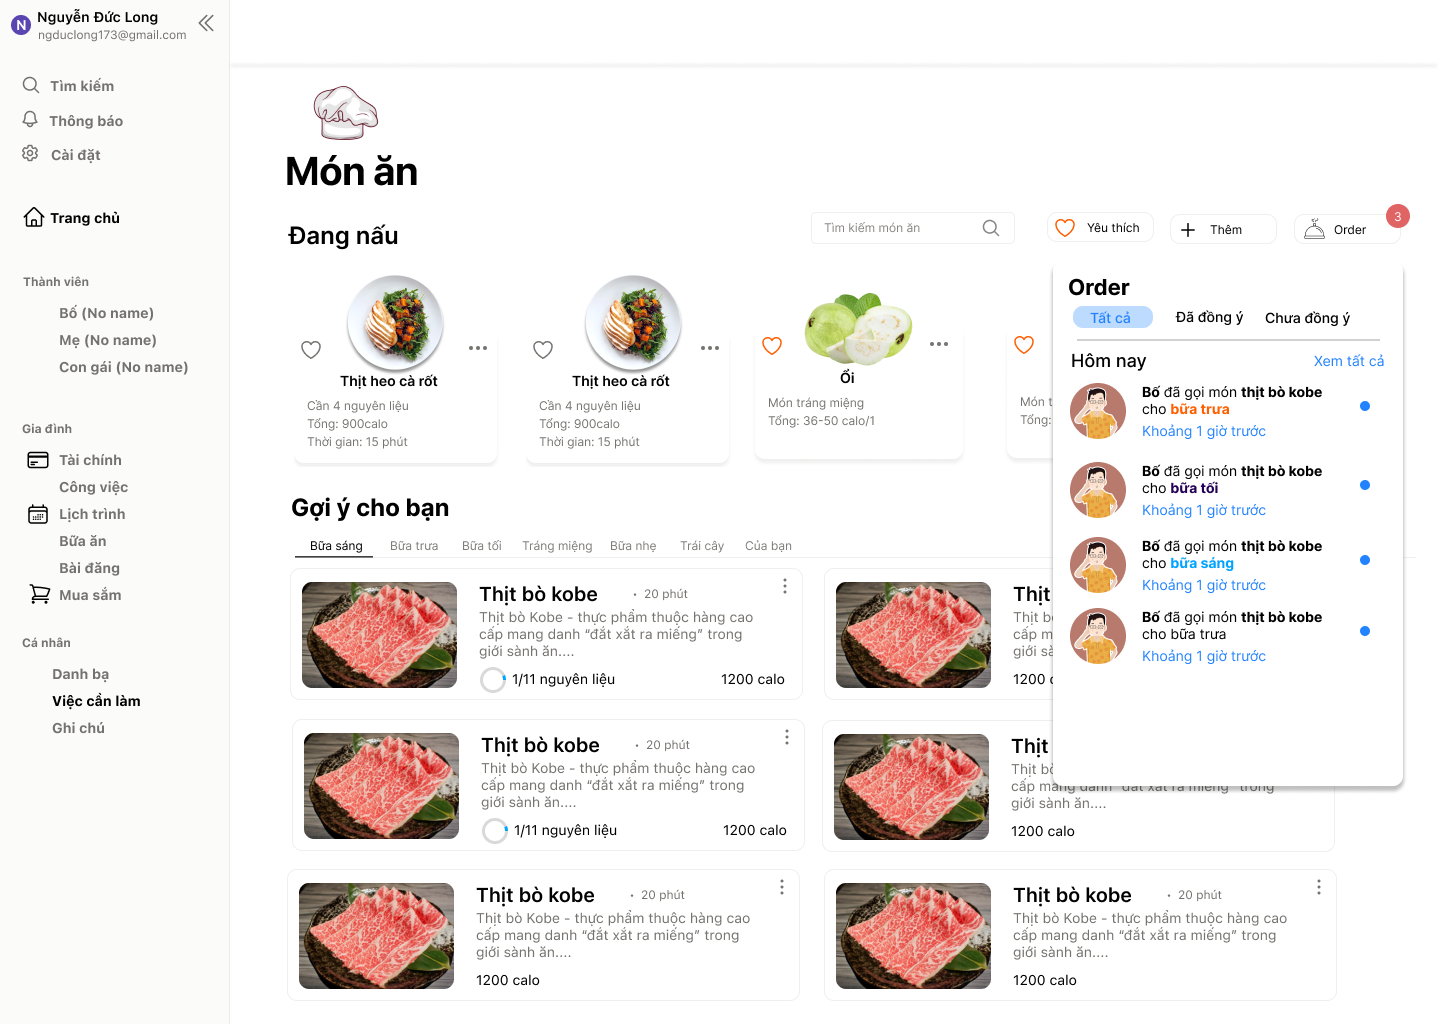 N
Nguyễn Đức Long
ngduclong173@gmail.com
Tìm kiếm
Thông báo
Cài đặt
Trang chủ
Thành viên
Bố (No name)
Mẹ (No name)
Con gái (No name)
Gia đình
Tài chính
Công việc
Lịch trình
Bữa ăn
Bài đăng
Mua sắm
Cá nhân
Danh bạ
Việc cần làm
Ghi chú
Món ăn
Đang nấu
Tìm kiếm món ăn
Yêu thích
Thêm
Order
3
Thịt heo cà rốt
Cần 4 nguyên liệu
Tổng: 900calo
Thời gian: 15 phút
Thịt heo cà rốt
Cần 4 nguyên liệu
Tổng: 900calo
Thời gian: 15 phút
Ổi
Món tráng miệng
Tổng: 36-50 calo/1
Món t
Tổng:
Order
Tất cả
Đã đồng ý
Chưa đồng ý
Hôm nay
Xem tất cả
Bố đã gọi món thịt bò kobe
cho bữa trưa
Khoảng 1 giờ trước
Bố đã gọi món thịt bò kobe
cho bữa tối
Khoảng 1 giờ trước
Bố đã gọi món thịt bò kobe
cho bữa sáng
Khoảng 1 giờ trước
Bố đã gọi món thịt bò kobe
cho bữa trưa
Khoảng 1 giờ trước
Gợi ý cho bạn
Bữa sáng
Bữa trưa
Bữa tối
Tráng miệng
Bữa nhẹ
Trái cây
Của bạn
Thịt bò kobe
• 20 phút
Thịt bò Kobe - thực phẩm thuộc hàng cao
cấp mang danh “đắt xắt ra miếng” trong
giới sành ăn....
1/11 nguyên liệu
1200 calo
Thịt
Thịt bò
cấp m
giới sà
1200 c
Thịt bò kobe
• 20 phút
Thịt bò Kobe - thực phẩm thuộc hàng cao
cấp mang danh “đắt xắt ra miếng” trong
giới sành ăn....
1/11 nguyên liệu
1200 calo
Thịt
Thịt bò
cấp mang danh “đắt xắt ra miếng” trong
giới sành ăn....
1200 calo
Thịt bò kobe
• 20 phút
Thịt bò Kobe - thực phẩm thuộc hàng cao
cấp mang danh “đắt xắt ra miếng” trong
giới sành ăn....
1200 calo
Thịt bò kobe
• 20 phút
Thịt bò Kobe - thực phẩm thuộc hàng cao
cấp mang danh “đắt xắt ra miếng” trong
giới sành ăn....
1200 calo